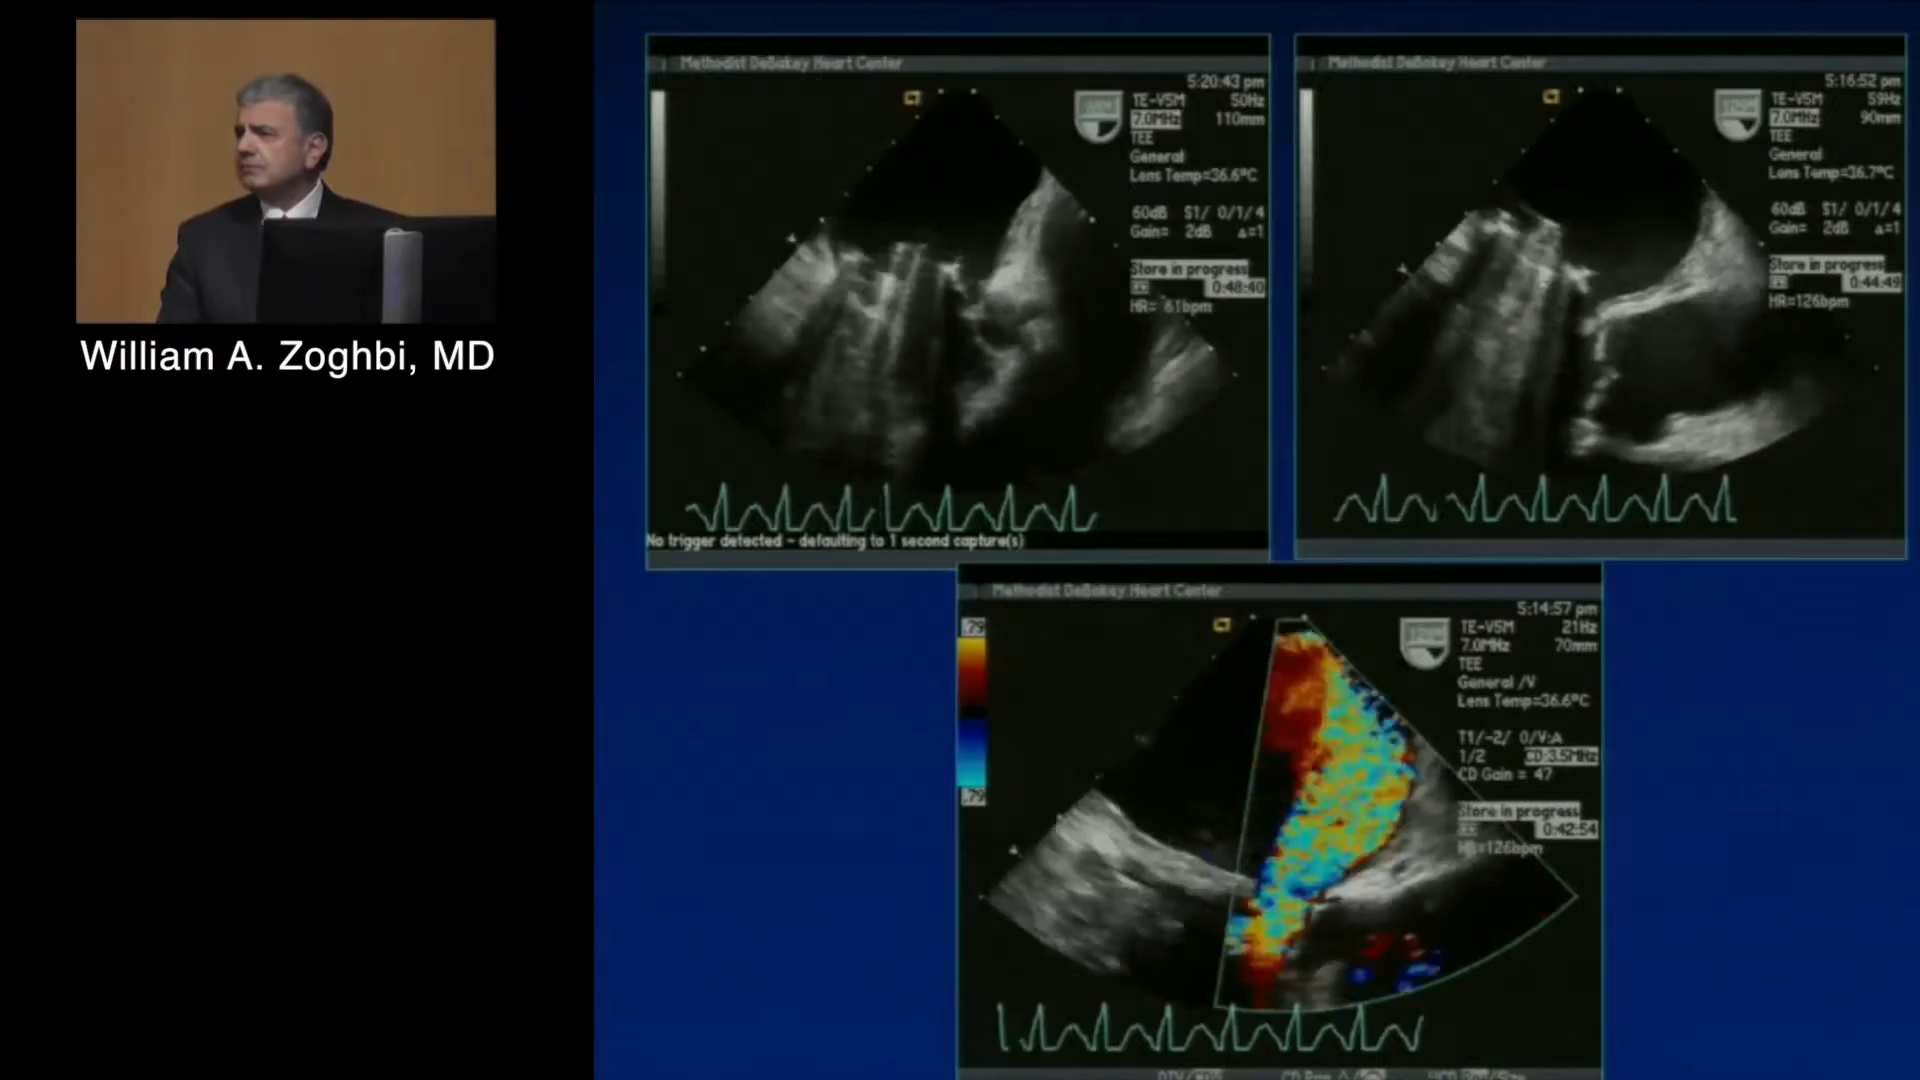 William A. Zoghbi, MD
Methodist DeBakey Heart Center
5:20:43 pm
TE-V5M 50Hz
7.0MHz 110mm
TEE
General
Lens Temp=36.6°C
60dB S1/ 0/1/4
Gain= 2dB Δ=1
Store in progress
0:48:40
HR= 61bpm
No trigger detected - defaulting to 1 second capture(s)
Methodist DeBakey Heart Center
5:16:52 pm
TE-V5M 59Hz
7.0MHz 90mm
TEE
General
Lens Temp=36.7°C
60dB S1/ 0/1/4
Gain= 2dB Δ=1
Store in progress
0:44:49
HR=126bpm
Methodist DeBakey Heart Center
5:14:57 pm
.79
TE-V5M 21Hz
7.0MHz 70mm
TEE
General /V
Lens Temp=36.6°C
T1/-2/ 0/V:A
1/2 CD:3.5MHz
CD Gain = 47
.79
Store in progress
0:42:54
HR=126bpm